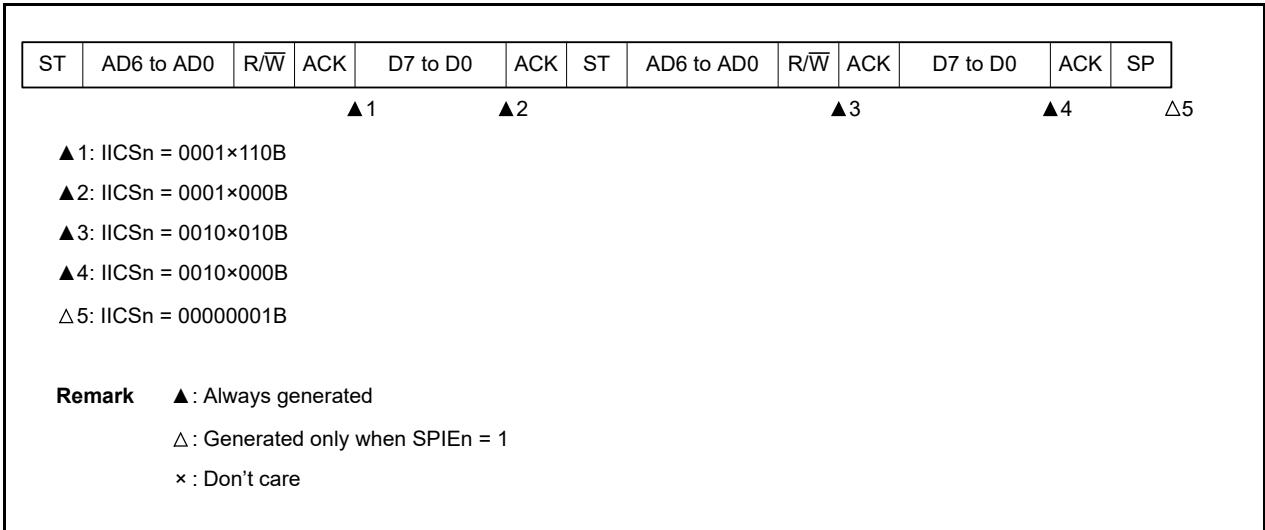 ST AD6 to AD0 R/W̅ ACK D7 to D0 ACK ST AD6 to AD0 R/W̅ ACK D7 to D0 ACK SP
▲1 ▲2 ▲3 ▲4 △5
▲1: IICSn = 0001×110B
▲2: IICSn = 0001×000B
▲3: IICSn = 0010×010B
▲4: IICSn = 0010×000B
△5: IICSn = 00000001B
Remark ▲: Always generated
△: Generated only when SPIEn = 1
×: Don’t care